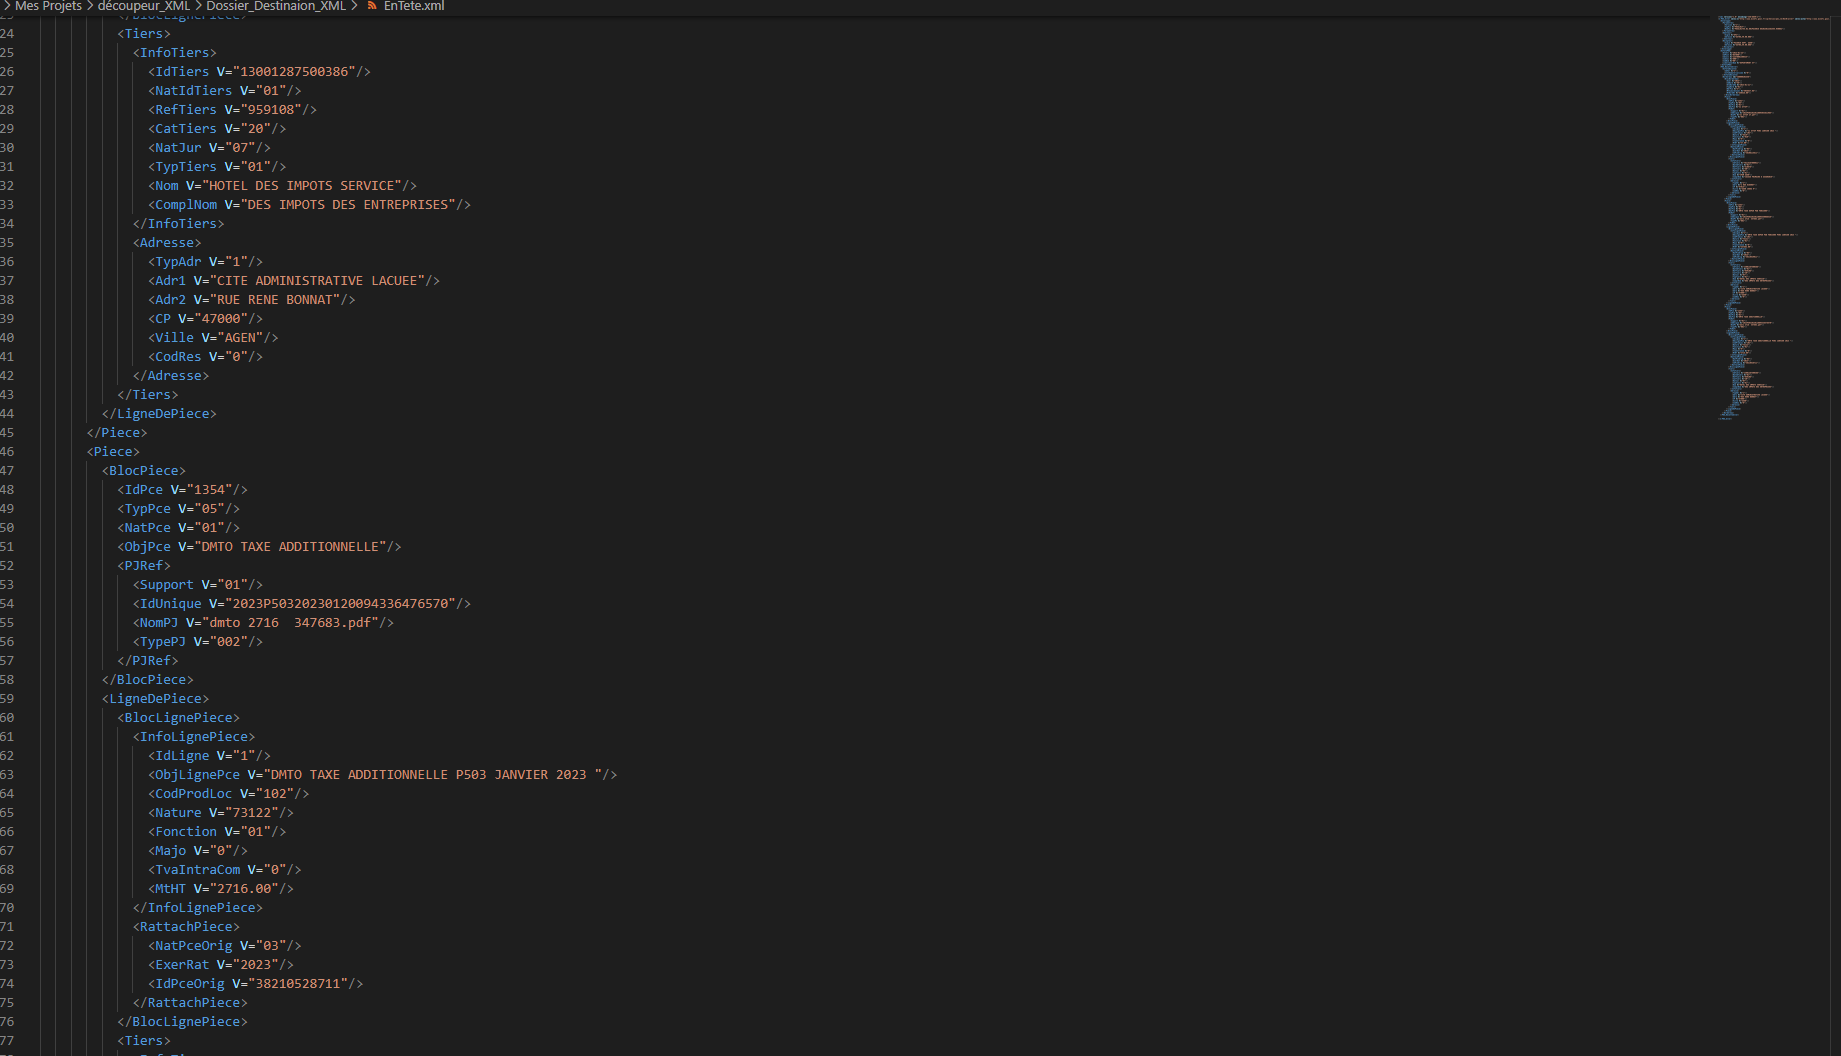 > Mes Projets > découpeur_XML > Dossier_Destinaion_XML > EnTete.xml
23 </BlocLignePiece>
24 <Tiers>
25 <InfoTiers>
26 <IdTiers V="13001287500386"/>
27 <NatIdTiers V="01"/>
28 <RefTiers V="959108"/>
29 <CatTiers V="20"/>
30 <NatJur V="07"/>
31 <TypTiers V="01"/>
32 <Nom V="HOTEL DES IMPOTS SERVICE"/>
33 <ComplNom V="DES IMPOTS DES ENTREPRISES"/>
34 </InfoTiers>
35 <Adresse>
36 <TypAdr V="1"/>
37 <Adr1 V="CITE ADMINISTRATIVE LACUEE"/>
38 <Adr2 V="RUE RENE BONNAT"/>
39 <CP V="47000"/>
40 <Ville V="AGEN"/>
41 <CodRes V="0"/>
42 </Adresse>
43 </Tiers>
44 </LigneDePiece>
45 </Piece>
46 <Piece>
47 <BlocPiece>
48 <IdPce V="1354"/>
49 <TypPce V="05"/>
50 <NatPce V="01"/>
51 <ObjPce V="DMTO TAXE ADDITIONNELLE"/>
52 <PJRef>
53 <Support V="01"/>
54 <IdUnique V="2023P50320230120094336476570"/>
55 <NomPJ V="dmto 2716  347683.pdf"/>
56 <TypePJ V="002"/>
57 </PJRef>
58 </BlocPiece>
59 <LigneDePiece>
60 <BlocLignePiece>
61 <InfoLignePiece>
62 <IdLigne V="1"/>
63 <ObjLignePce V="DMTO TAXE ADDITIONNELLE P503 JANVIER 2023 "/>
64 <CodProdLoc V="102"/>
65 <Nature V="73122"/>
66 <Fonction V="01"/>
67 <Majo V="0"/>
68 <TvaIntraCom V="0"/>
69 <MtHT V="2716.00"/>
70 </InfoLignePiece>
71 <RattachPiece>
72 <NatPceOrig V="03"/>
73 <ExerRat V="2023"/>
74 <IdPceOrig V="38210528711"/>
75 </RattachPiece>
76 </BlocLignePiece>
77 <Tiers>